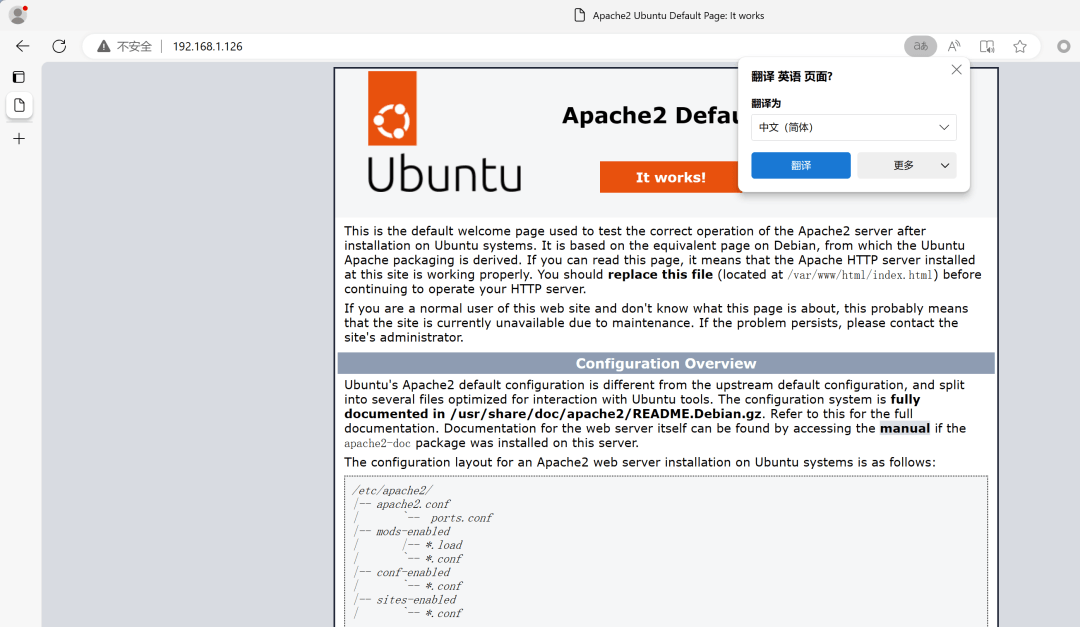 Apache2 Ubuntu Default Page: It works
不安全 192.168.1.126
aあ
翻译 英语 页面?
翻译为
中文（简体）
翻译 更多
Ubuntu
It works!
This is the default welcome page used to test the correct operation of the Apache2 server after
installation on Ubuntu systems. It is based on the equivalent page on Debian, from which the Ubuntu
Apache packaging is derived. If you can read this page, it means that the Apache HTTP server installed
at this site is working properly. You should replace this file (located at /var/www/html/index.html) before
continuing to operate your HTTP server.
If you are a normal user of this web site and don't know what this page is about, this probably means
that the site is currently unavailable due to maintenance. If the problem persists, please contact the
site's administrator.
Configuration Overview
Ubuntu's Apache2 default configuration is different from the upstream default configuration, and split
into several files optimized for interaction with Ubuntu tools. The configuration system is fully
documented in /usr/share/doc/apache2/README.Debian.gz. Refer to this for the full
documentation. Documentation for the web server itself can be found by accessing the manual if the
apache2-doc package was installed on this server.
The configuration layout for an Apache2 web server installation on Ubuntu systems is as follows:
/etc/apache2/
|-- apache2.conf
|       `--  ports.conf
|-- mods-enabled
|       |-- *.load
|       `-- *.conf
|-- conf-enabled
|       `-- *.conf
|-- sites-enabled
|       `-- *.conf
Apache2